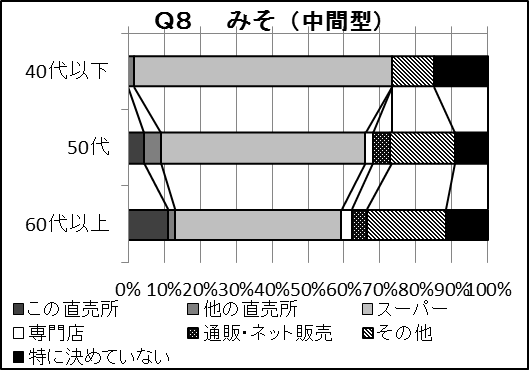 Q8　みそ（中間型）
40代以下
50代
60代以上
0% 10% 20% 30% 40% 50% 60% 70% 80% 90% 100%
この直売所 他の直売所 スーパー
専門店 通販・ネット販売 その他
特に決めていない